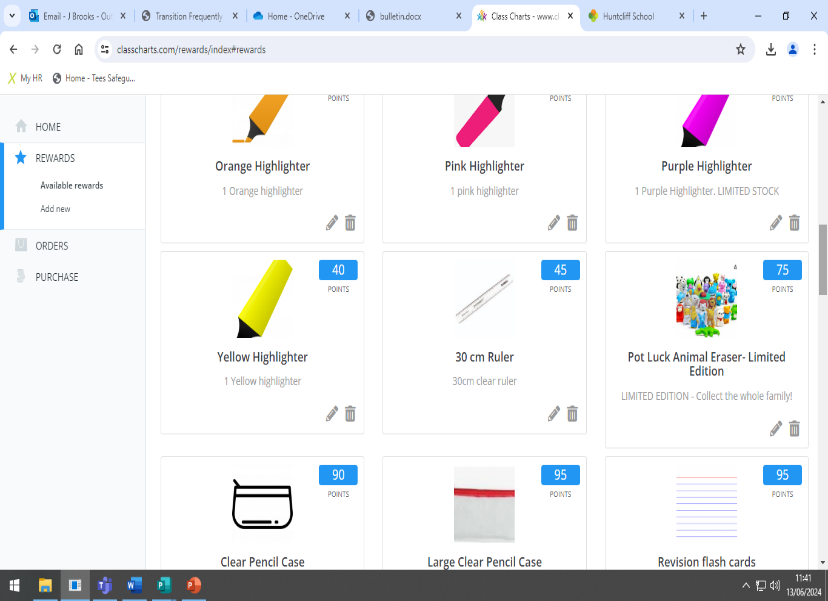 Email - J Brooks - Ou
Transition Frequently
Home - OneDrive
bulletin.docx
Class Charts - www.cl
Huntcliff School
classcharts.com/rewards/index#rewards
My HR
Home - Tees Safegu...
HOME
REWARDS
Available rewards
Add new
ORDERS
PURCHASE
POINTS
POINTS
POINTS
Orange Highlighter
Pink Highlighter
Purple Highlighter
1 Orange highlighter
1 pink highlighter
1 Purple Highlighter. LIMITED STOCK
40
POINTS
45
POINTS
75
POINTS
Yellow Highlighter
1 Yellow highlighter
30 cm Ruler
30cm clear ruler
Pot Luck Animal Eraser- Limited
Edition
LIMITED EDITION - Collect the whole family!
90
POINTS
95
POINTS
95
POINTS
Clear Pencil Case
Large Clear Pencil Case
Revision flash cards
11:41
13/06/2024